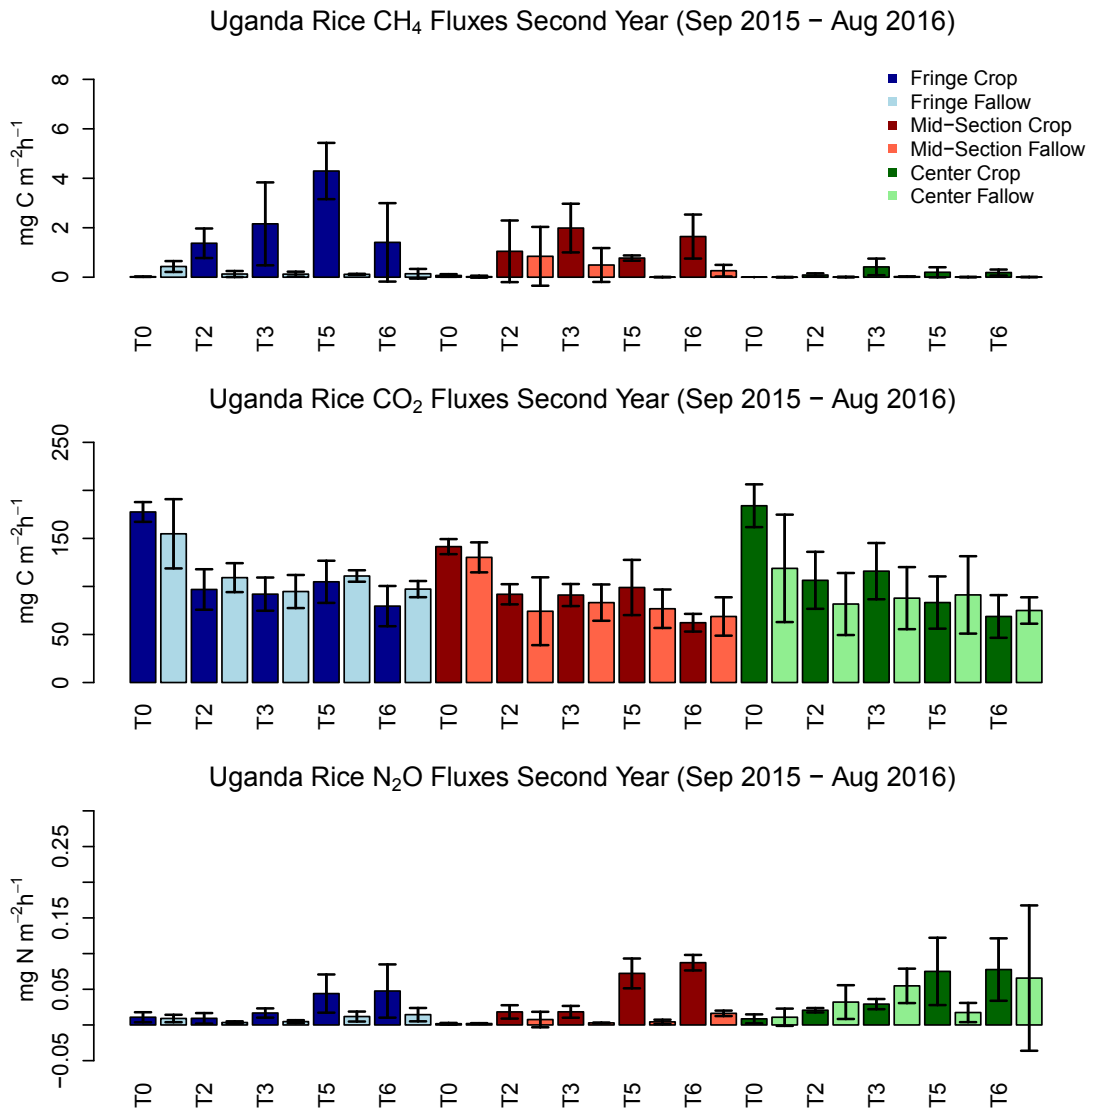 Uganda Rice CH₄ Fluxes Second Year (Sep 2015 − Aug 2016)
mg C m⁻²h⁻¹
8
6
4
2
0
Fringe Crop
Fringe Fallow
Mid−Section Crop
Mid−Section Fallow
Center Crop
Center Fallow
T0 T2 T3 T5 T6 T0 T2 T3 T5 T6 T0 T2 T3 T5 T6
Uganda Rice CO₂ Fluxes Second Year (Sep 2015 − Aug 2016)
mg C m⁻²h⁻¹
250
150
50
0
T0 T2 T3 T5 T6 T0 T2 T3 T5 T6 T0 T2 T3 T5 T6
Uganda Rice N₂O Fluxes Second Year (Sep 2015 − Aug 2016)
mg N m⁻²h⁻¹
0.25
0.15
0.05
−0.05
T0 T2 T3 T5 T6 T0 T2 T3 T5 T6 T0 T2 T3 T5 T6